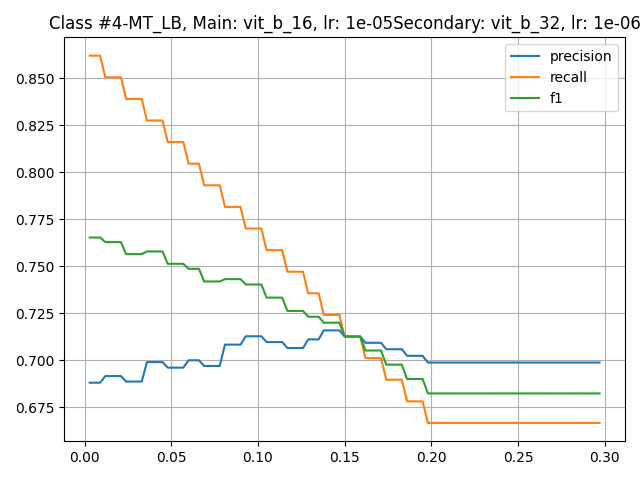 Class #4-MT_LB, Main: vit_b_16, lr: 1e-05Secondary: vit_b_32, lr: 1e-06
precision
recall
f1
0.850
0.825
0.800
0.775
0.750
0.725
0.700
0.675
0.00 0.05 0.10 0.15 0.20 0.25 0.30